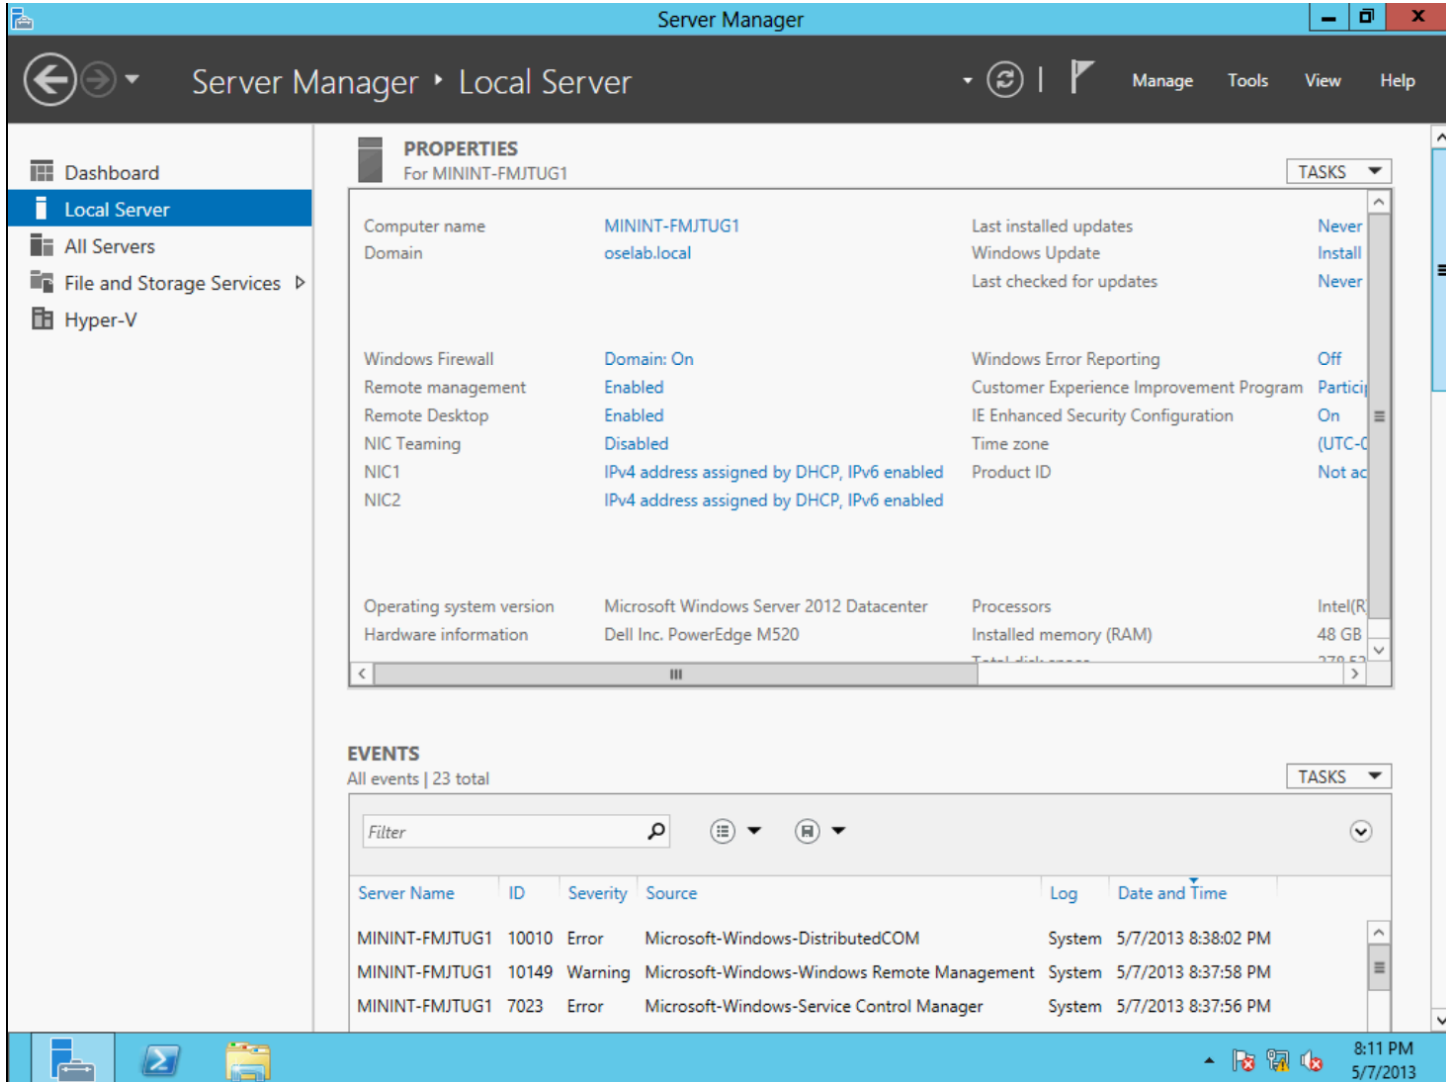 Server Manager
Server Manager • Local Server
Manage Tools View Help
Dashboard
Local Server
All Servers
File and Storage Services
Hyper-V
PROPERTIES
For MININT-FMJTUG1
TASKS
Computer name MININT-FMJTUG1 Last installed updates Never
Domain oselab.local Windows Update Install
Last checked for updates Never
Windows Firewall Domain: On Windows Error Reporting Off
Remote management Enabled Customer Experience Improvement Program Particip
Remote Desktop Enabled IE Enhanced Security Configuration On
NIC Teaming Disabled Time zone (UTC-0
NIC1 IPv4 address assigned by DHCP, IPv6 enabled Product ID Not ac
NIC2 IPv4 address assigned by DHCP, IPv6 enabled
Operating system version Microsoft Windows Server 2012 Datacenter Processors Intel(R
Hardware information Dell Inc. PowerEdge M520 Installed memory (RAM) 48 GB
Total disk space
EVENTS
All events | 23 total
TASKS
Filter
Server Name ID Severity Source Log Date and Time
MININT-FMJTUG1 10010 Error Microsoft-Windows-DistributedCOM System 5/7/2013 8:38:02 PM
MININT-FMJTUG1 10149 Warning Microsoft-Windows-Windows Remote Management System 5/7/2013 8:37:58 PM
MININT-FMJTUG1 7023 Error Microsoft-Windows-Service Control Manager System 5/7/2013 8:37:56 PM
8:11 PM
5/7/2013